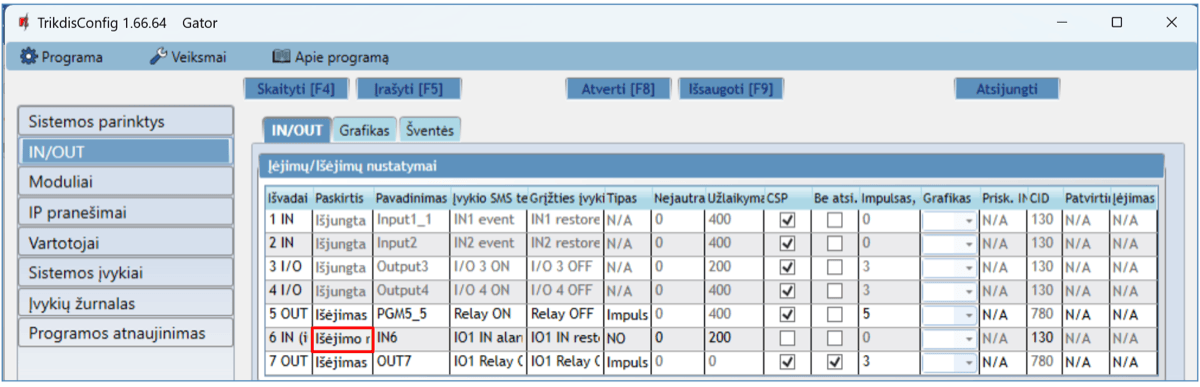 TrikdisConfig 1.66.64 Gator
Programa Veiksmai Apie programą
Skaityti [F4] Įrašyti [F5] Atverti [F8] Išsaugoti [F9] Atsijungti
Sistemos parinktys
IN/OUT
Moduliai
IP pranešimai
Vartotojai
Sistemos įvykiai
Įvykių žurnalas
Programos atnaujinimas
IN/OUT Grafikas Šventės
Įėjimų/Išėjimų nustatymai
Išvadai Paskirtis Pavadinimas Įvykio SMS te Grįžties įvyki Tipas Nejautra Užlaikyma CSP Be atsi. Impulsas, Grafikas Prisk. IN CID Patvirtin Įėjimas
1 IN Išjungta Input1_1 IN1 event IN1 restore N/A 0 400 0 N/A 130 N/A N/A
2 IN Išjungta Input2 IN2 event IN2 restore N/A 0 400 0 N/A 130 N/A N/A
3 I/O Išjungta Output3 I/O 3 ON I/O 3 OFF N/A 0 200 3 N/A 130 N/A N/A
4 I/O Išjungta Output4 I/O 4 ON I/O 4 OFF N/A 0 400 3 N/A 130 N/A N/A
5 OUT Išėjimas PGM5_5 Relay ON Relay OFF Impuls 0 400 5 N/A 780 N/A N/A
6 IN (i Išėjimo r IN6 IO1 IN alan IO1 IN rest NO 0 200 0 N/A 130 N/A N/A
7 OUT Išėjimas OUT7 IO1 Relay O IO1 Relay O Impuls 0 0 3 N/A 780 N/A N/A